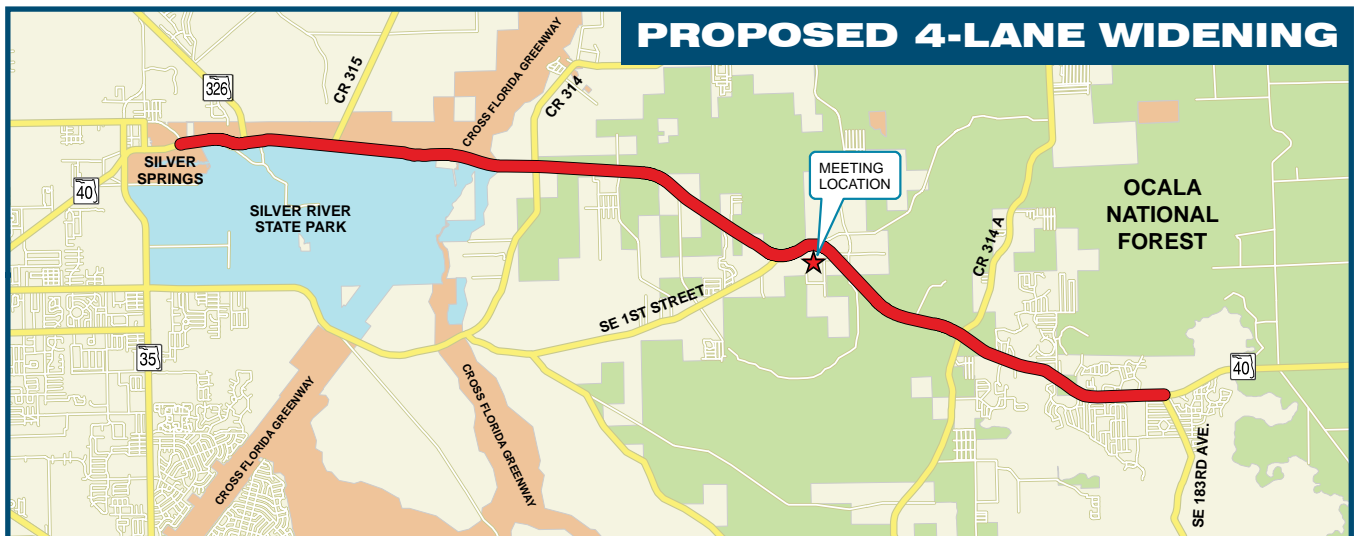 PROPOSED 4-LANE WIDENING
326
CR 315
CROSS FLORIDA GREENWAY
CR 314
SILVER
SPRINGS
40
SILVER RIVER
STATE PARK
MEETING
LOCATION
OCALA
NATIONAL
FOREST
CR 314 A
SE 1ST STREET
35
CROSS FLORIDA GREENWAY
CROSS FLORIDA GREENWAY
40
SE 183RD AVE.